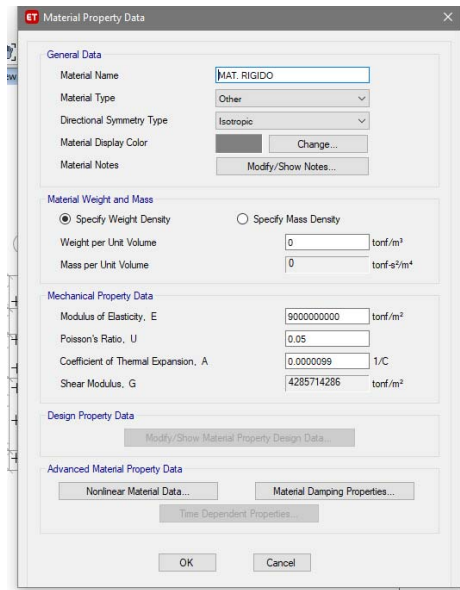 ET Material Property Data
General Data
Material Name MAT. RIGIDO
Material Type Other
Directional Symmetry Type Isotropic
Material Display Color Change...
Material Notes Modify/Show Notes...
Material Weight and Mass
Specify Weight Density Specify Mass Density
Weight per Unit Volume 0 tonf/m³
Mass per Unit Volume 0 tonf-s²/m⁴
Mechanical Property Data
Modulus of Elasticity, E 9000000000 tonf/m²
Poisson's Ratio, U 0.05
Coefficient of Thermal Expansion, A 0.0000099 1/C
Shear Modulus, G 4285714286 tonf/m²
Design Property Data
Modify/Show Material Property Design Data...
Advanced Material Property Data
Nonlinear Material Data... Material Damping Properties...
Time Dependent Properties...
OK Cancel